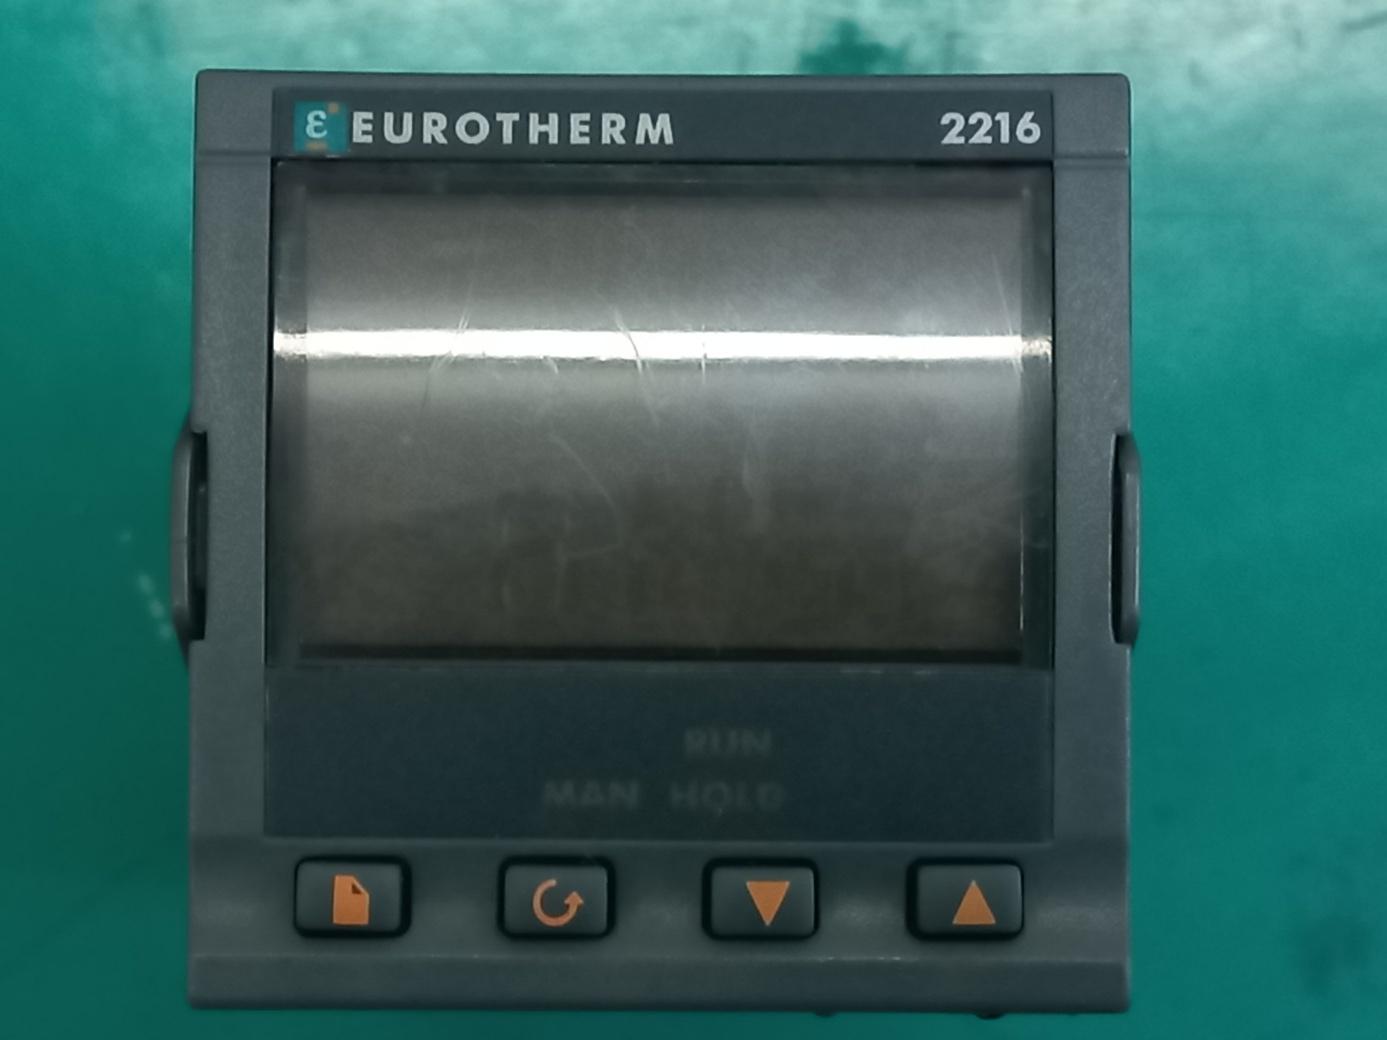 ε EUROTHERM 2216
RUN
MAN HOLD